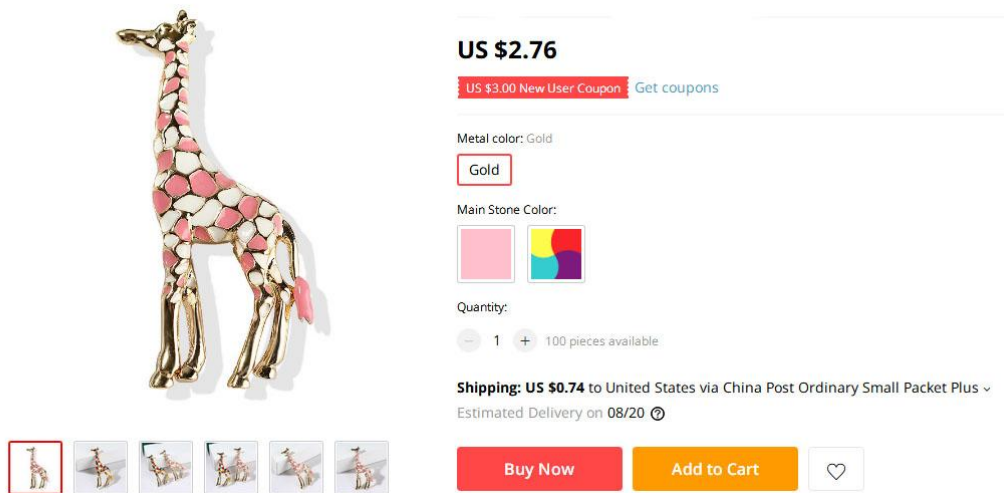 US $2.76
US $3.00 New User Coupon Get coupons
Metal color: Gold
Gold
Main Stone Color:
Quantity:
− 1 + 100 pieces available
Shipping: US $0.74 to United States via China Post Ordinary Small Packet Plus
Estimated Delivery on 08/20 ?
Buy Now Add to Cart